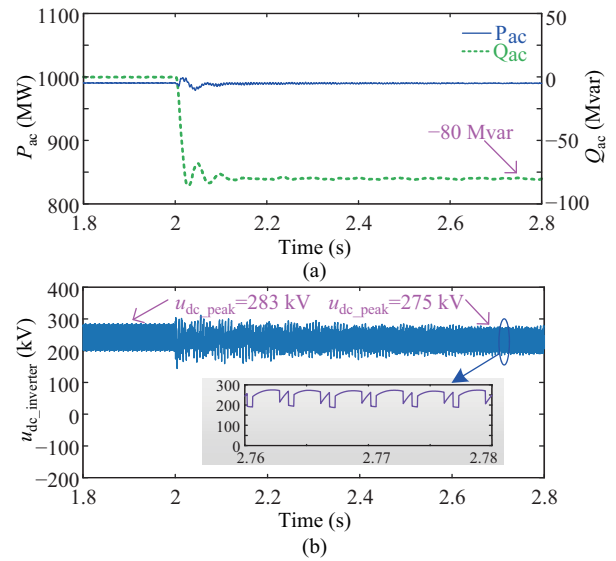 1100
1000
900
800
P_ac (MW)
50
0
−50
−100
Q_ac (Mvar)
Pac
Qac
−80 Mvar
1.8 2 2.2 2.4 2.6 2.8
Time (s)
(a)
400
300
200
100
0
−100
−200
u_dc_inverter (kV)
u_dc_peak=283 kV u_dc_peak=275 kV
300
200
100
0
2.76 2.77 2.78
1.8 2 2.2 2.4 2.6 2.8
Time (s)
(b)